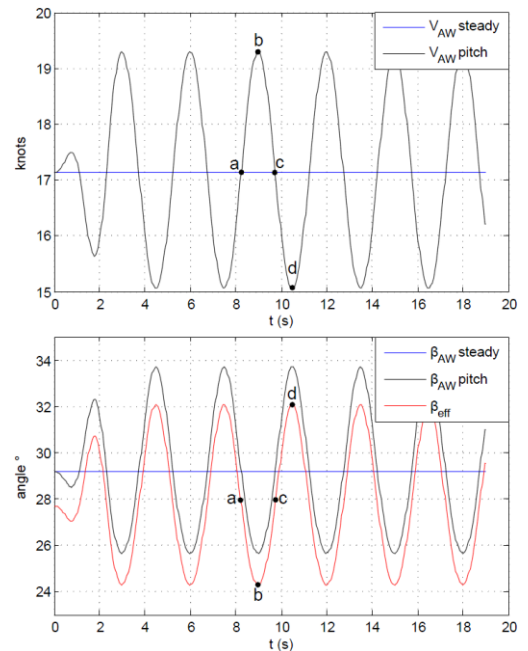 V_AW steady
V_AW pitch
knots
20
19
18
17
16
15
b
a
c
d
0 2 4 6 8 10 12 14 16 18 20
t (s)
β_AW steady
β_AW pitch
β_eff
angle °
34
32
30
28
26
24
d
a
c
b
0 2 4 6 8 10 12 14 16 18 20
t (s)